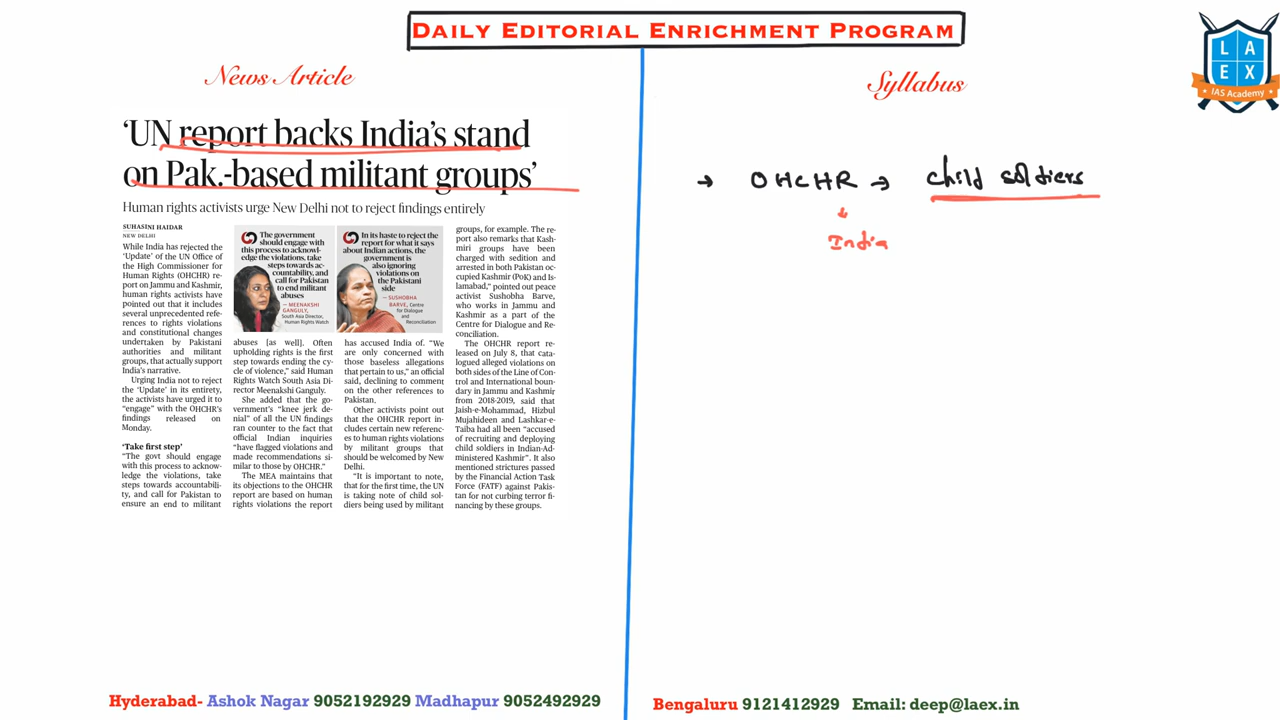 DAILY EDITORIAL ENRICHMENT PROGRAM
L A
E X
IAS Academy
News Article
Syllabus
‘UN report backs India’s stand
on Pak.-based militant groups’
Human rights activists urge New Delhi not to reject findings entirely
SUHASINI HAIDAR
NEW DELHI
While India has rejected the
‘Update’ of the UN Office of
the High Commissioner for
Human Rights (OHCHR) re-
port on Jammu and Kashmir,
human rights activists have
pointed out that it includes
several unprecedented refe-
rences to rights violations
and constitutional changes
undertaken by Pakistani
authorities and militant
groups, that actually support
India’s narrative.
Urging India not to reject
the ‘Update’ in its entirety,
the activists have urged it to
“engage” with the OHCHR’s
findings released on
Monday.
‘Take first step’
“The govt should engage
with this process to acknow-
ledge the violations, take
steps towards accountabili-
ty, and call for Pakistan to
ensure an end to militant
The government
should engage with
this process to acknowl-
edge the violations, take
steps towards ac-
countability, and
call for Pakistan
to end militant
abuses
— MEENAKSHI
GANGULY,
South Asia Director,
Human Rights Watch
In its haste to reject the
report for what it says
about Indian actions, the
government is
also ignoring
violations on
the Pakistani
side
— SUSHOBHA
BARVE, Centre
for Dialogue
and
Reconciliation
abuses [as well]. Often
upholding rights is the first
step towards ending the cy-
cle of violence,” said Human
Rights Watch South Asia Di-
rector Meenakshi Ganguly.
She added that the go-
vernment’s “knee jerk de-
nial” of all the UN findings
ran counter to the fact that
official Indian inquiries
“have flagged violations and
made recommendations si-
milar to those by OHCHR.”
The MEA maintains that
its objections to the OHCHR
report are based on human
rights violations the report
has accused India of. “We
are only concerned with
those baseless allegations
that pertain to us,” an official
said, declining to comment
on the other references to
Pakistan.
Other activists point out
that the OHCHR report in-
cludes certain new referenc-
es to human rights violations
by militant groups that
should be welcomed by New
Delhi.
“It is important to note,
that for the first time, the UN
is taking note of child sol-
diers being used by militant
groups, for example. The re-
port also remarks that Kash-
miri groups have been
charged with sedition and
arrested in both Pakistan oc-
cupied Kashmir (PoK) and Is-
lamabad,” pointed out peace
activist Sushobha Barve,
who works in Jammu and
Kashmir as a part of the
Centre for Dialogue and Re-
conciliation.
The OHCHR report re-
leased on July 8, that cata-
logued alleged violations on
both sides of the Line of Con-
trol and International boun-
dary in Jammu and Kashmir
from 2018-2019, said that
Jaish-e-Mohammad, Hizbul
Mujahideen and Lashkar-e-
Taiba had all been “accused
of recruiting and deploying
child soldiers in Indian-Ad-
ministered Kashmir”. It also
mentioned strictures passed
by the Financial Action Task
Force (FATF) against Pakis-
tan for not curbing terror fi-
nancing by these groups.
→ OHCHR → child soldiers
↓
India
Hyderabad- Ashok Nagar 9052192929 Madhapur 9052492929
Bengaluru 9121412929 Email: deep@laex.in